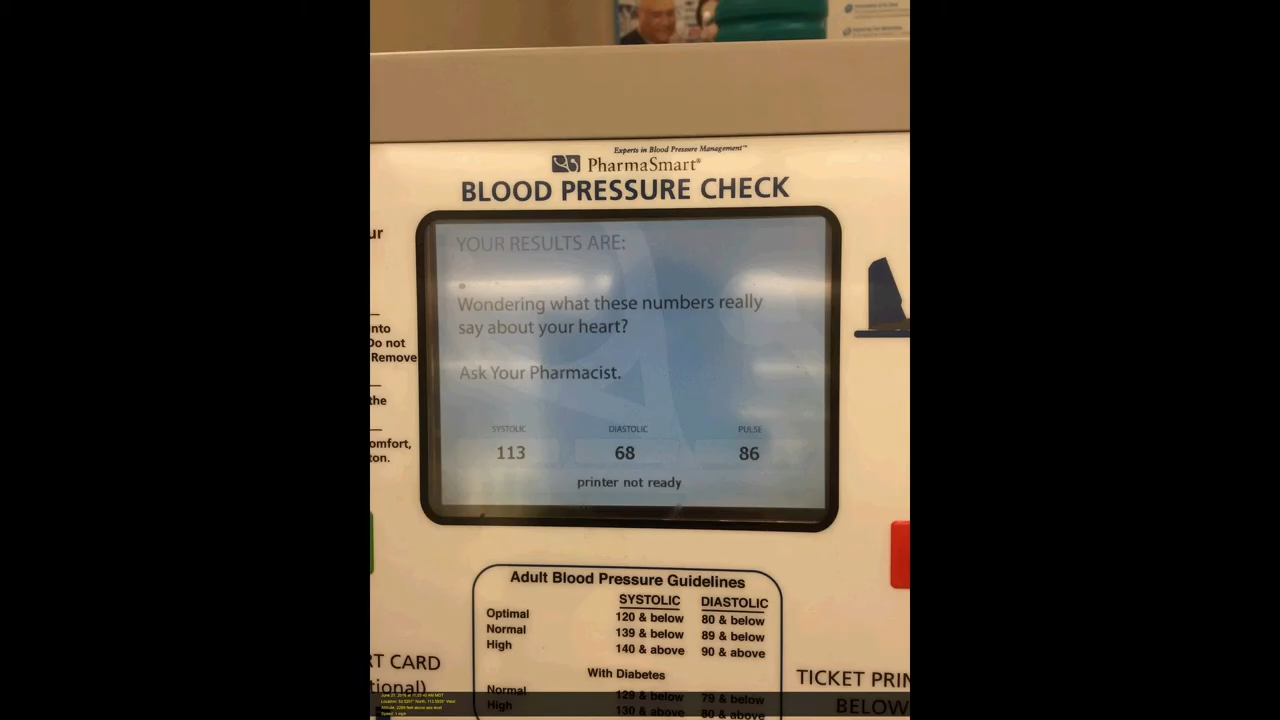 Experts in Blood Pressure Management™
PharmaSmart®
BLOOD PRESSURE CHECK
YOUR RESULTS ARE:
Wondering what these numbers really
say about your heart?
Ask Your Pharmacist.
SYSTOLIC DIASTOLIC PULSE
113 68 86
printer not ready
ur
nto
Do not
Remove
the
omfort,
ton.
Adult Blood Pressure Guidelines
SYSTOLIC DIASTOLIC
Optimal 120 & below 80 & below
Normal 139 & below 89 & below
High 140 & above 90 & above
With Diabetes
Normal 129 & below 79 & below
High 130 & above 80 & above
RT CARD
tional)
TICKET PRIN
BELOW